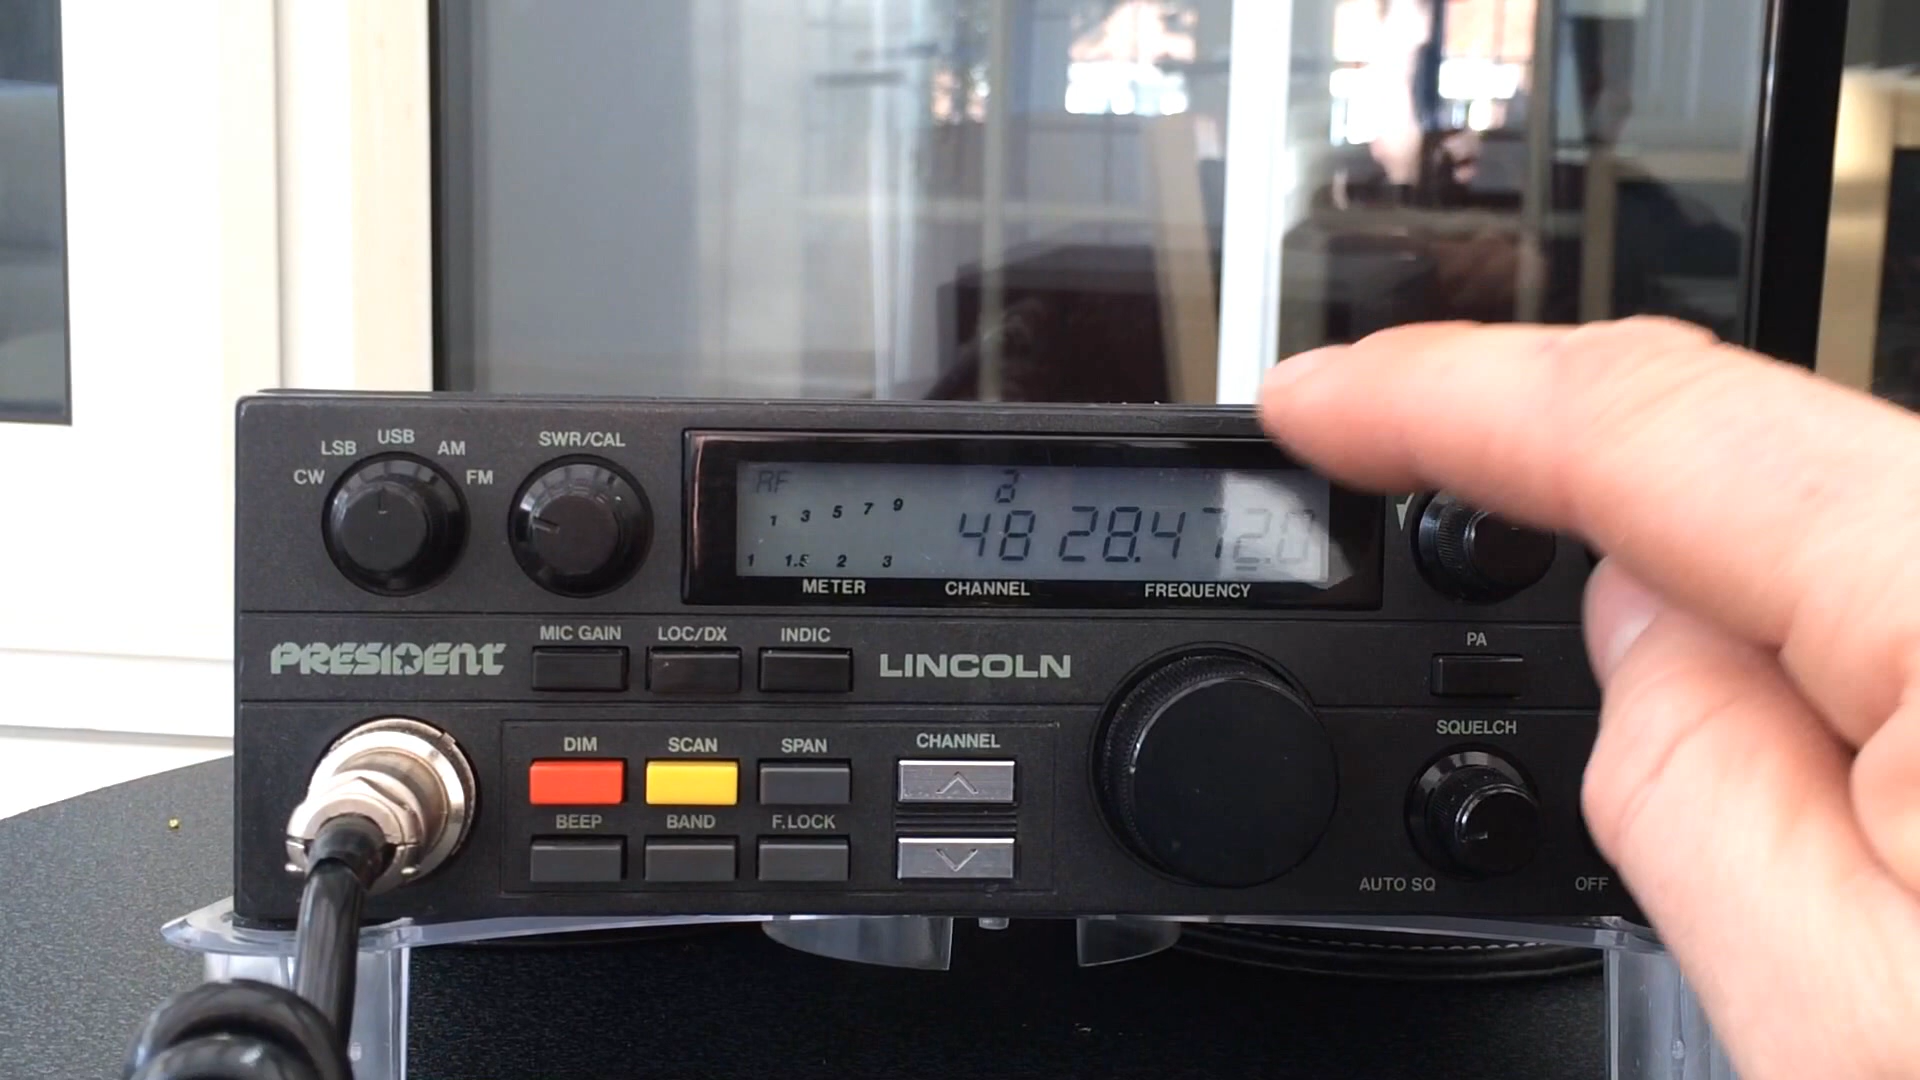 CW LSB USB AM FM
SWR/CAL
RF
d
1 3 5 7 9
48 28.472.0
1 1.5 2 3
METER CHANNEL FREQUENCY
PRESIDENT
MIC GAIN LOC/DX INDIC
LINCOLN
PA
DIM SCAN SPAN
CHANNEL
SQUELCH
BEEP BAND F.LOCK
AUTO SQ
OFF